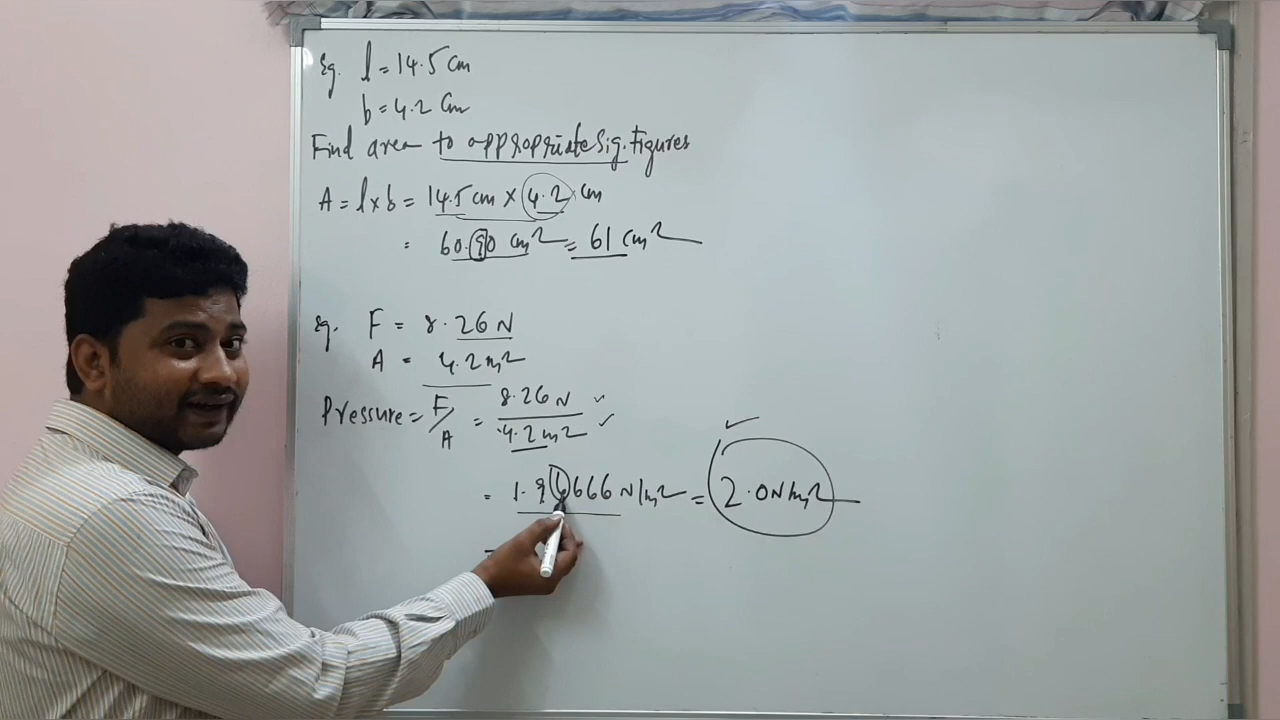 Eg. l = 14.5 cm
b = 4.2 cm
Find area to appropriate sig. figures
A = l × b = 14.5 cm × 4.2 cm
= 60.90 cm² = 61 cm²
Eg. F = 8.26 N
A = 4.2 m²
Pressure = F/A = 8.26 N / 4.2 m²
= 1.96666 N/m² = 2.0 N/m²
=